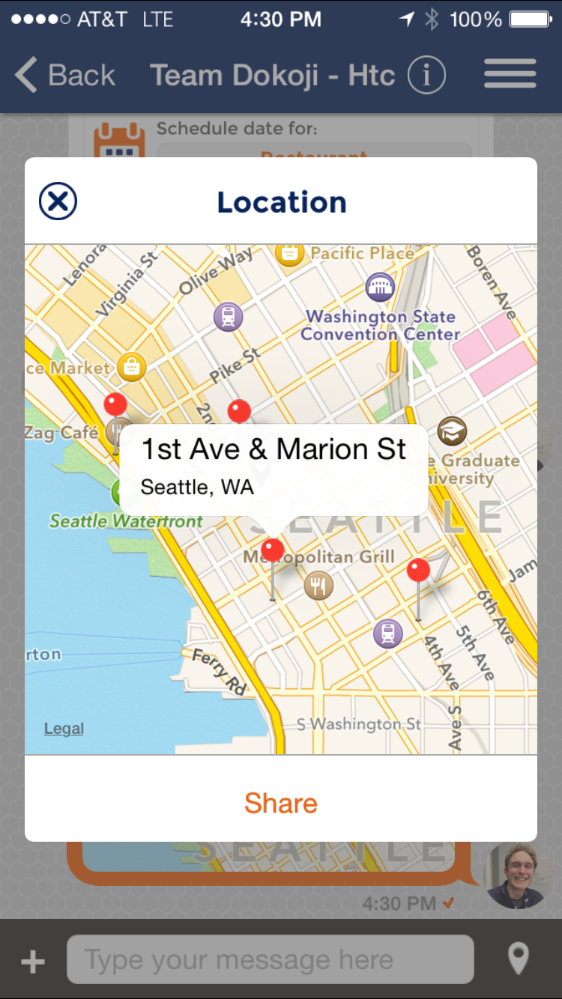 AT&T LTE 4:30 PM 100%
Back Team Dokoji - Htc
Schedule date for:
Restaurant
Location
Lenora
Virginia St
Olive Way
Pacific Place
Boren Ave
Washington State
Convention Center
ce Market
Pike St
2n
Zag Café
1st Ave & Marion St
Seattle, WA
e Graduate
niversity
Seattle Waterfront
SEATTLE
Metropolitan Grill
Jam
6th Ave
5th Ave
4th Ave
rton
Ferry Rd
S Washington St
Ave S
Legal
Share
SEATTLE
4:30 PM
Type your message here